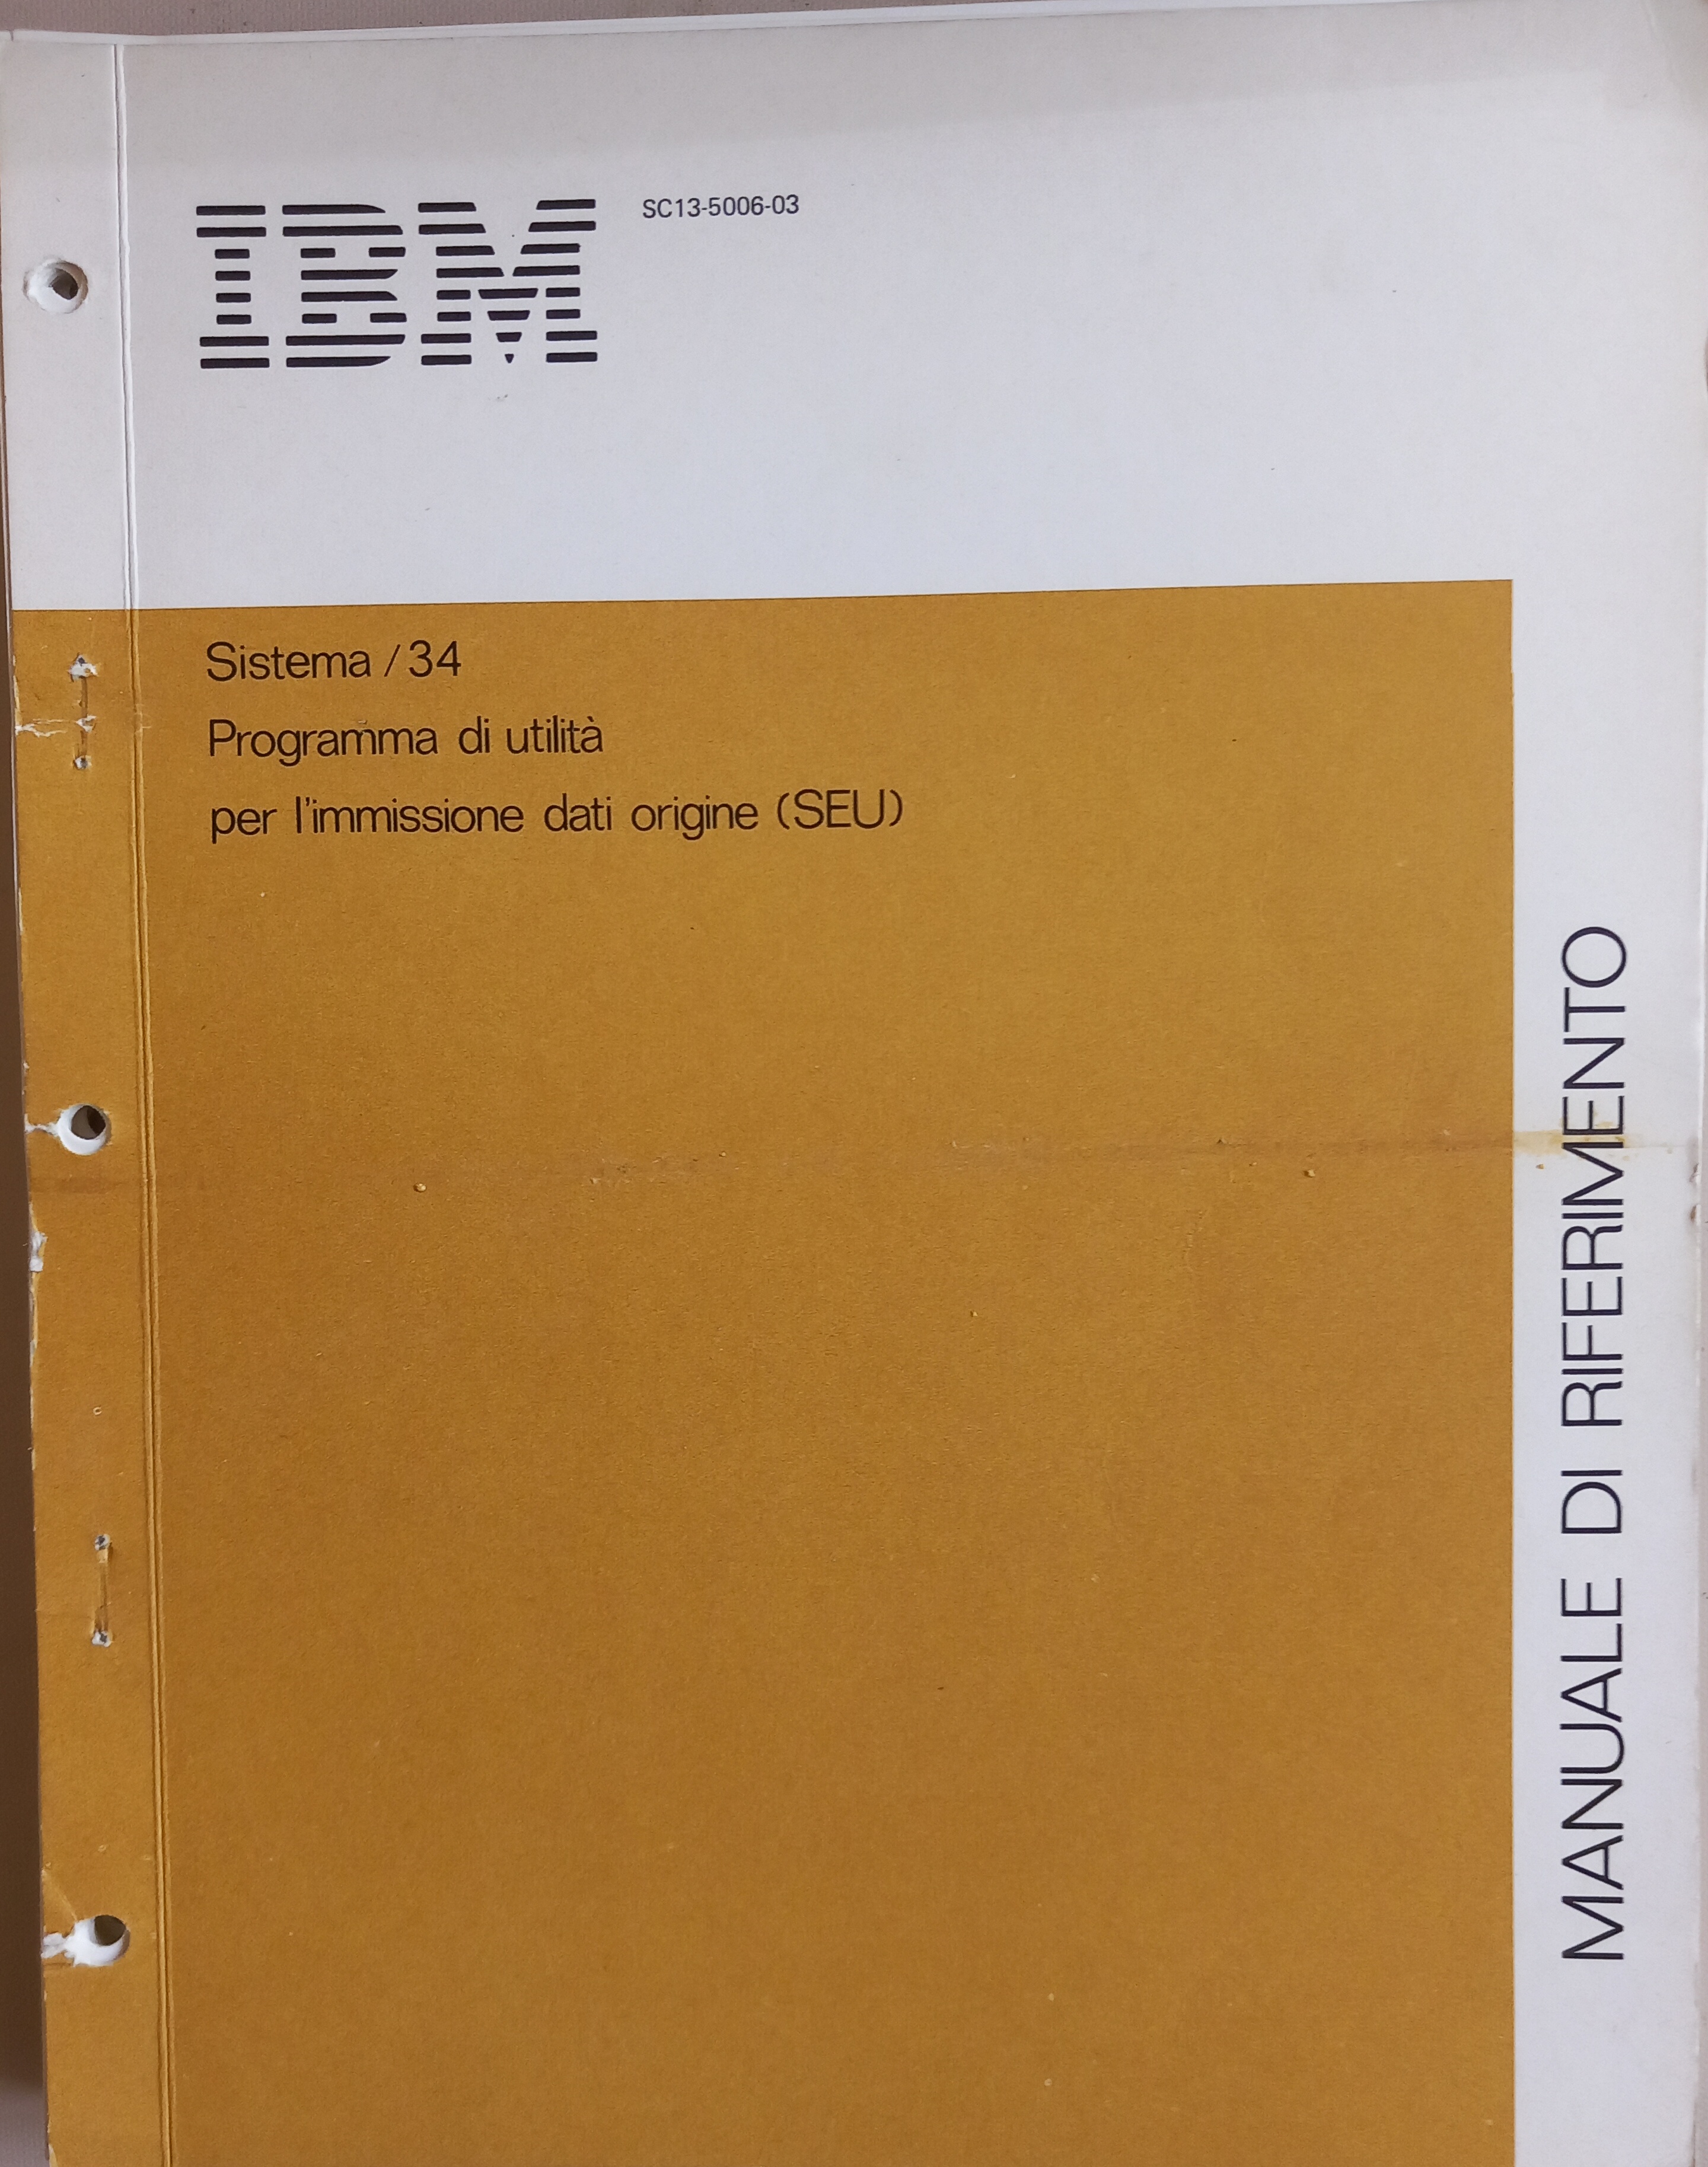 IBM
SC13-5006-03
Sistema /34
Programma di utilità
per l'immissione dati origine (SEU)
MANUALE DI RIFERIMENTO